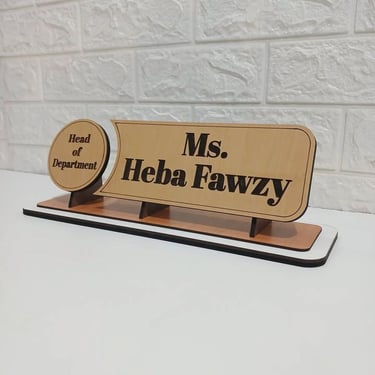 Head
of
Department
Ms.
Heba Fawzy